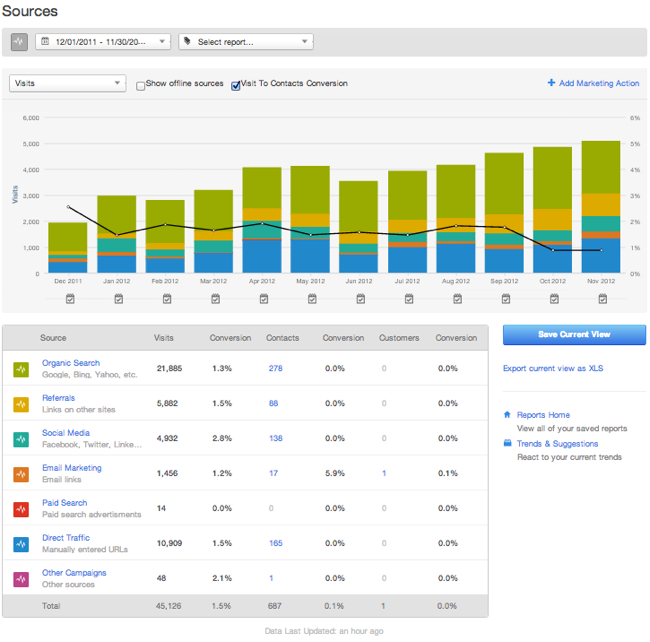 Sources
12/01/2011 - 11/30/20... Select report...
Visits Show offline sources Visit To Contacts Conversion + Add Marketing Action
6,000 6%
5,000 5%
4,000 4%
3,000 3%
2,000 2%
1,000 1%
0 0%
Visits
Dec 2011 Jan 2012 Feb 2012 Mar 2012 Apr 2012 May 2012 Jun 2012 Jul 2012 Aug 2012 Sep 2012 Oct 2012 Nov 2012
Source Visits Conversion Contacts Conversion Customers Conversion
Organic Search 21,885 1.3% 278 0.0% 0 0.0%
Google, Bing, Yahoo, etc.
Referrals 5,882 1.5% 88 0.0% 0 0.0%
Links on other sites
Social Media 4,932 2.8% 138 0.0% 0 0.0%
Facebook, Twitter, Linke...
Email Marketing 1,456 1.2% 17 5.9% 1 0.1%
Email links
Paid Search 14 0.0% 0 0.0% 0 0.0%
Paid search advertisments
Direct Traffic 10,909 1.5% 165 0.0% 0 0.0%
Manually entered URLs
Other Campaigns 48 2.1% 1 0.0% 0 0.0%
Other sources
Total 45,126 1.5% 687 0.1% 1 0.0%
Save Current View
Export current view as XLS
Reports Home
View all of your saved reports
Trends & Suggestions
React to your current trends
Data Last Updated: an hour ago